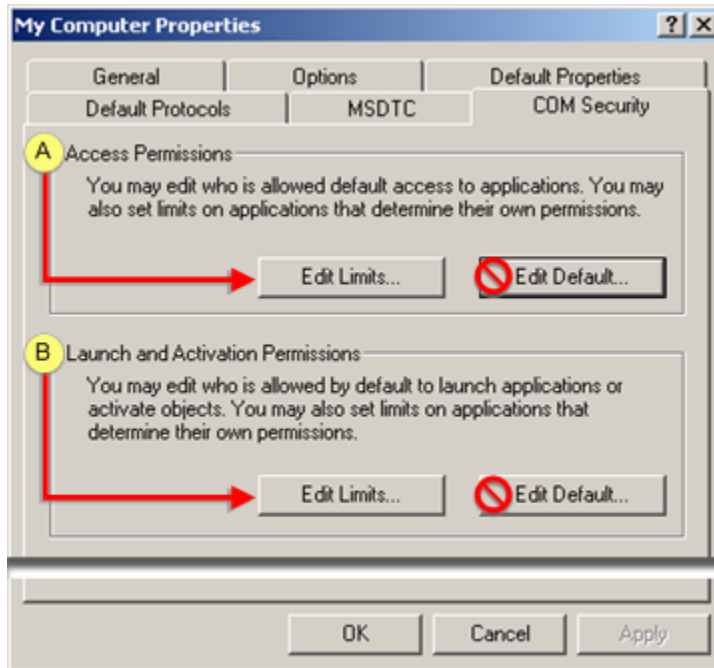 My Computer Properties
General Options Default Properties
Default Protocols MSDTC COM Security
A Access Permissions
You may edit who is allowed default access to applications. You may
also set limits on applications that determine their own permissions.
Edit Limits... Edit Default...
B Launch and Activation Permissions
You may edit who is allowed by default to launch applications or
activate objects. You may also set limits on applications that
determine their own permissions.
Edit Limits... Edit Default...
OK Cancel Apply